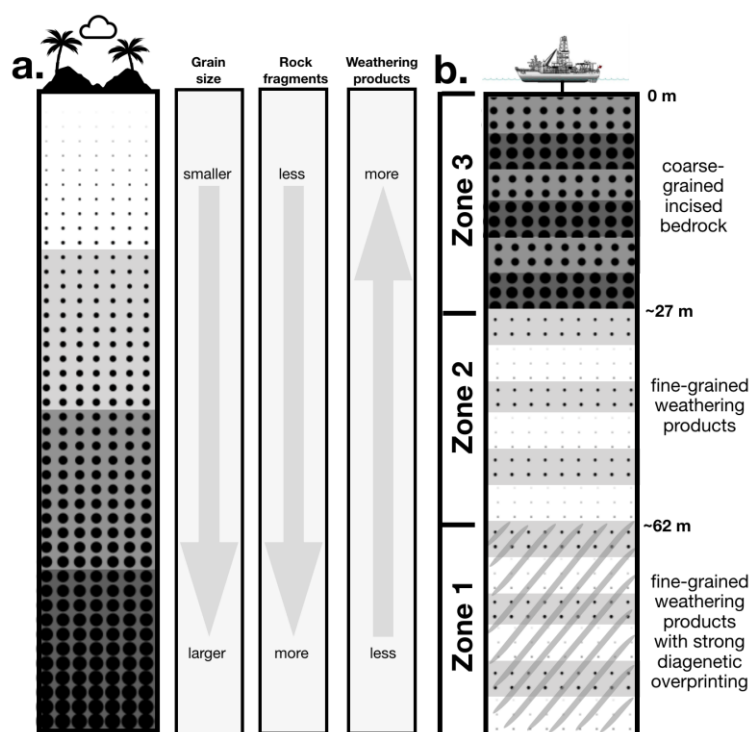 a.
Grain
size
Rock
fragments
Weathering
products
smaller
less
more
larger
more
less
b.
0 m
Zone 3
coarse-
grained
incised
bedrock
~27 m
Zone 2
fine-grained
weathering
products
~62 m
Zone 1
fine-grained
weathering
products
with strong
diagenetic
overprinting